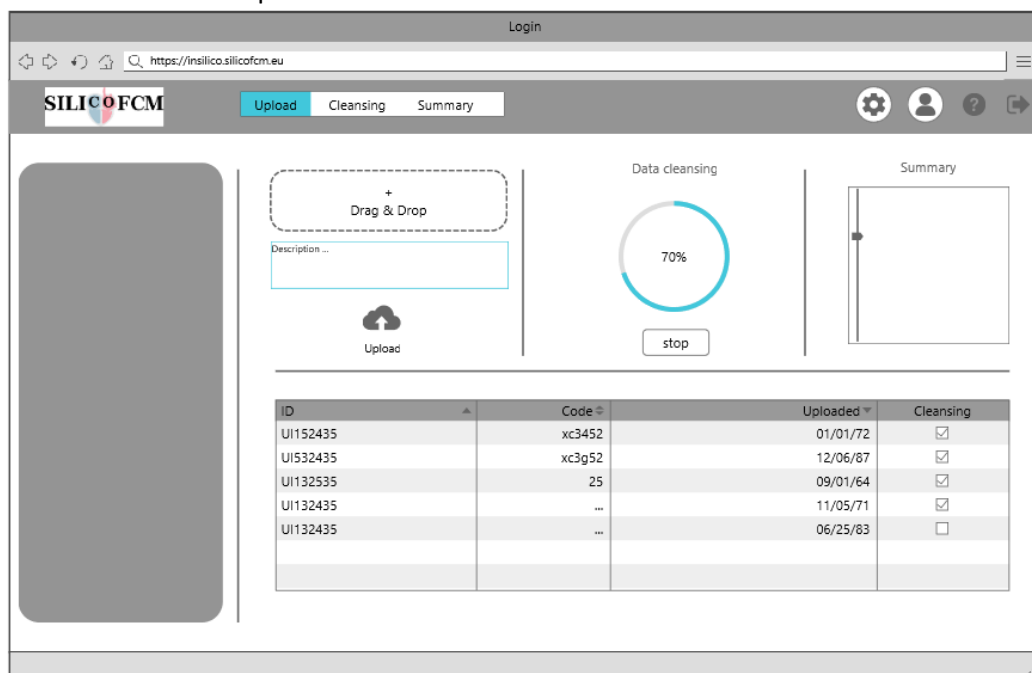 Login
https://insilico.silicofcm.eu
SILICOFCM
Upload Cleansing Summary
?
+
Drag & Drop
Description ...
Upload
Data cleansing
70%
stop
Summary
ID Code Uploaded Cleansing
UI152435 xc3452 01/01/72
UI532435 xc3g52 12/06/87
UI132535 25 09/01/64
UI132435 ... 11/05/71
UI132435 ... 06/25/83